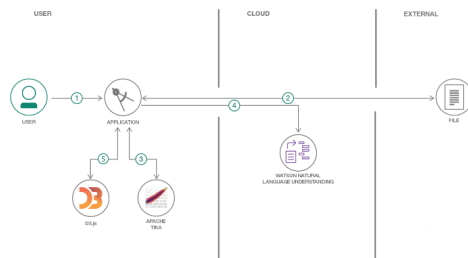 USER
CLOUD
EXTERNAL
1
2
4
USER
APPLICATION
FILE
5
3
WATSON NATURAL
LANGUAGE UNDERSTANDING
D3.js
APACHE
TIKA